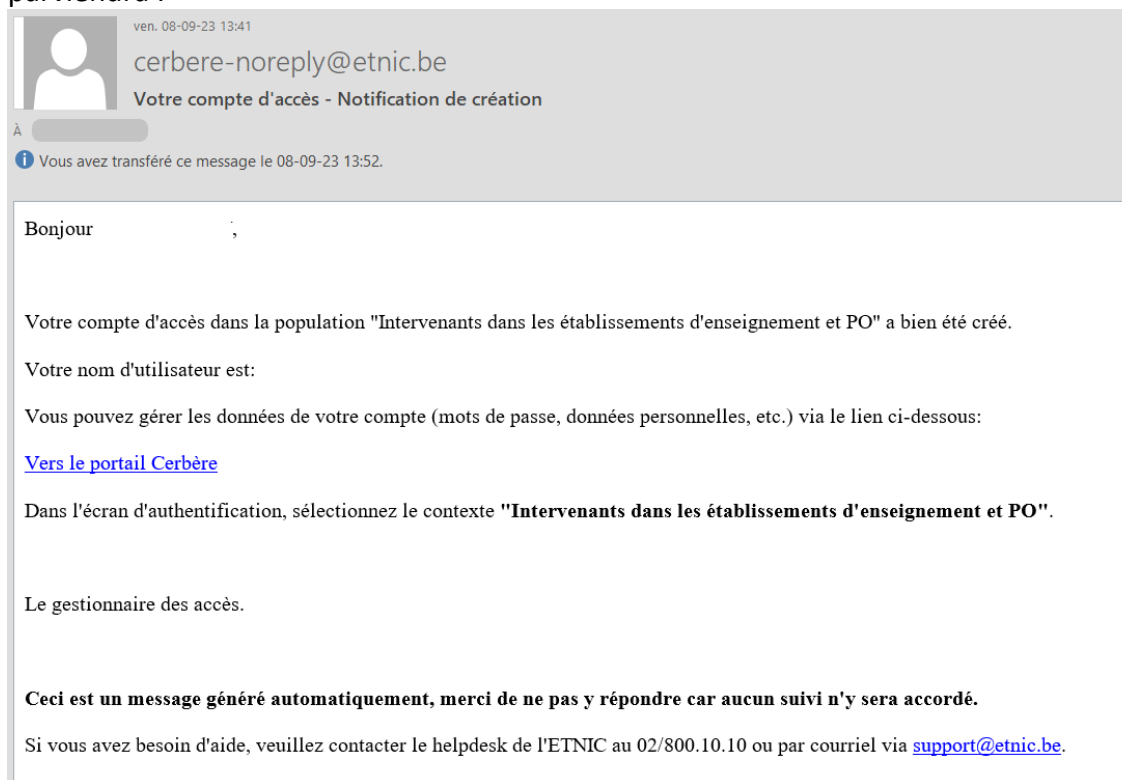 ven. 08-09-23 13:41
cerbere-noreply@etnic.be
Votre compte d'accès - Notification de création
À
Vous avez transféré ce message le 08-09-23 13:52.
Bonjour ,
Votre compte d'accès dans la population "Intervenants dans les établissements d'enseignement et PO" a bien été créé.
Votre nom d'utilisateur est:
Vous pouvez gérer les données de votre compte (mots de passe, données personnelles, etc.) via le lien ci-dessous:
Vers le portail Cerbère
Dans l'écran d'authentification, sélectionnez le contexte "Intervenants dans les établissements d'enseignement et PO".
Le gestionnaire des accès.
Ceci est un message généré automatiquement, merci de ne pas y répondre car aucun suivi n'y sera accordé.
Si vous avez besoin d'aide, veuillez contacter le helpdesk de l'ETNIC au 02/800.10.10 ou par courriel via support@etnic.be.